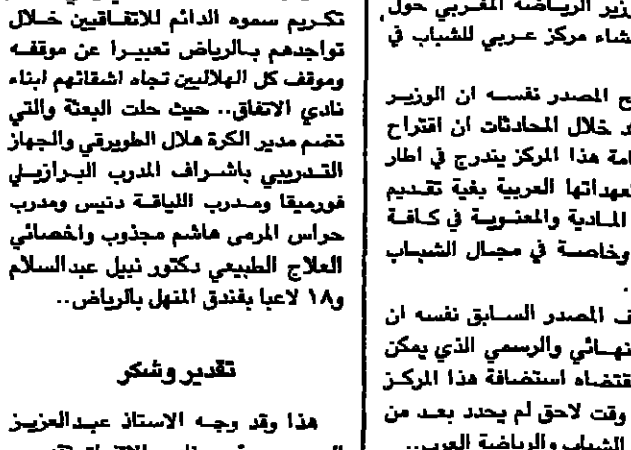 وزير الرياضة المغربي حول
شاء مركز عربي للشباب في
ح المصدر نفسه ان الوزير
خلال المحادثات ان اقتراح
امة هذا المركز يندرج في اطار
عهداتها العربية بغية تقديم
المادية والمعنوية في كافة
وخاصة في مجال الشباب
ف المصدر السابق نفسه ان
نهائي والرسمي الذي يمكن
قتضاه استضافة هذا المركز
وقت لاحق لم يحدد بعد من
الشباب والرياضة العرب..
تكريم سموه الدائم للاتفاقيين خلال
تواجدهم بالرياض تعبيرا عن موقفه
وموقف كل الهلاليين تجاه اشقائهم ابناء
نادي الاتفاق.. حيث حلت البعثة والتي
تضم مدير الكرة هلال الطويرقي والجهاز
التدريبي باشراف المدرب البرازيلي
فورميقا ومدرب اللياقة دنيس ومدرب
حراس المرمى هاشم مجذوب واخصائي
العلاج الطبيعي دكتور نبيل عبدالسلام
و١٨ لاعبا بفندق المنهل بالرياض..
تقدير وشكر
هذا وقد وجه الاستاذ عبدالعزيز